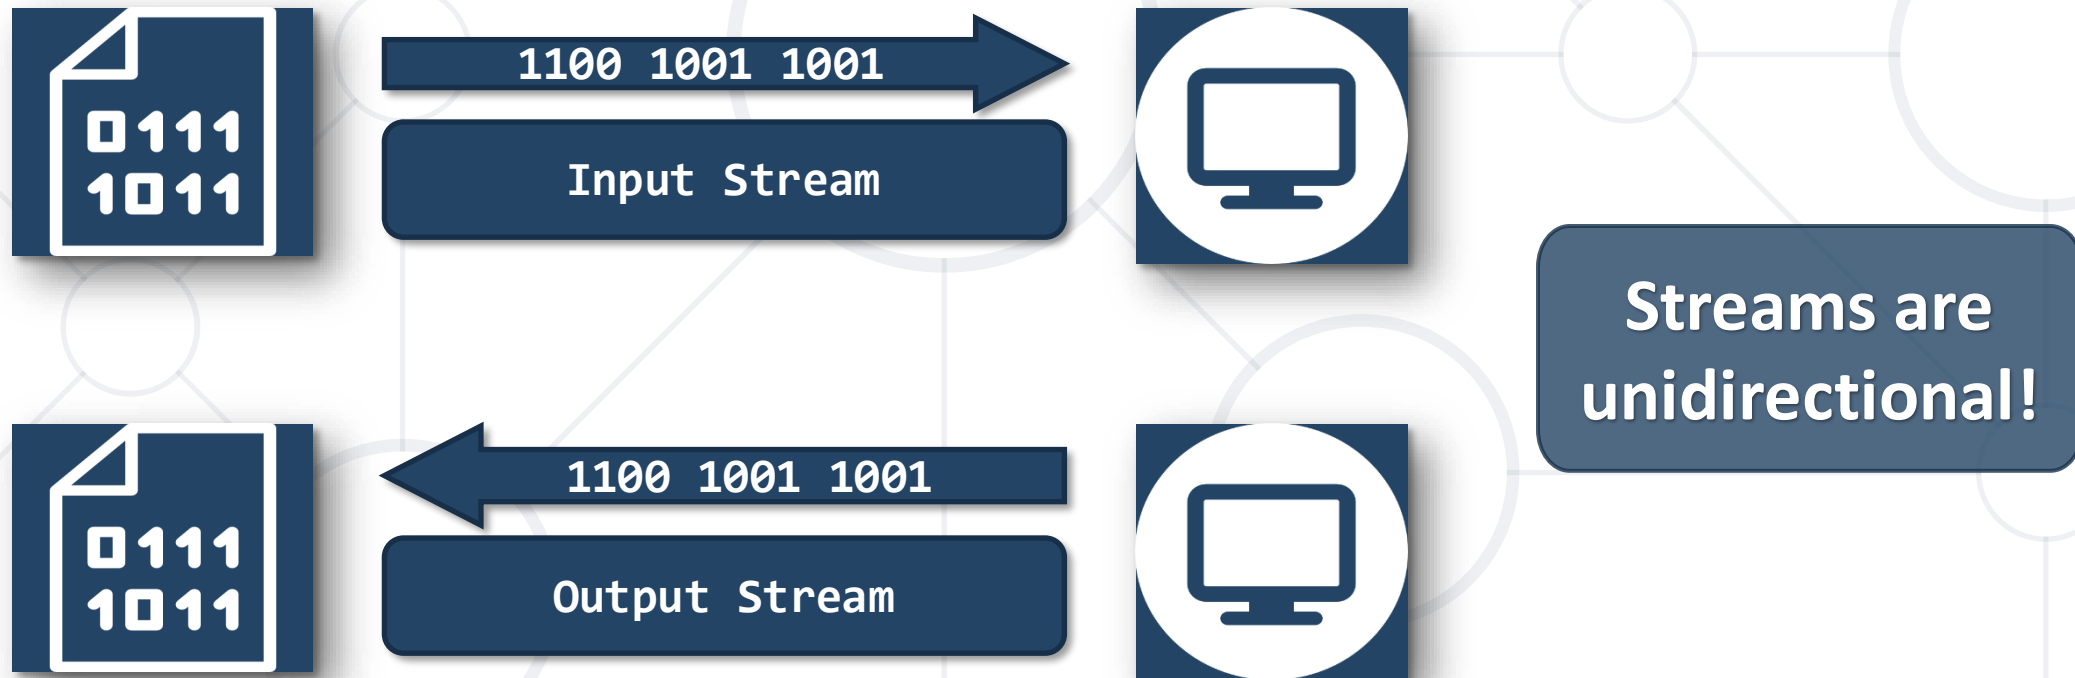 0111
1011
1100 1001 1001
Input Stream
Streams are
unidirectional!
0111
1011
1100 1001 1001
Output Stream